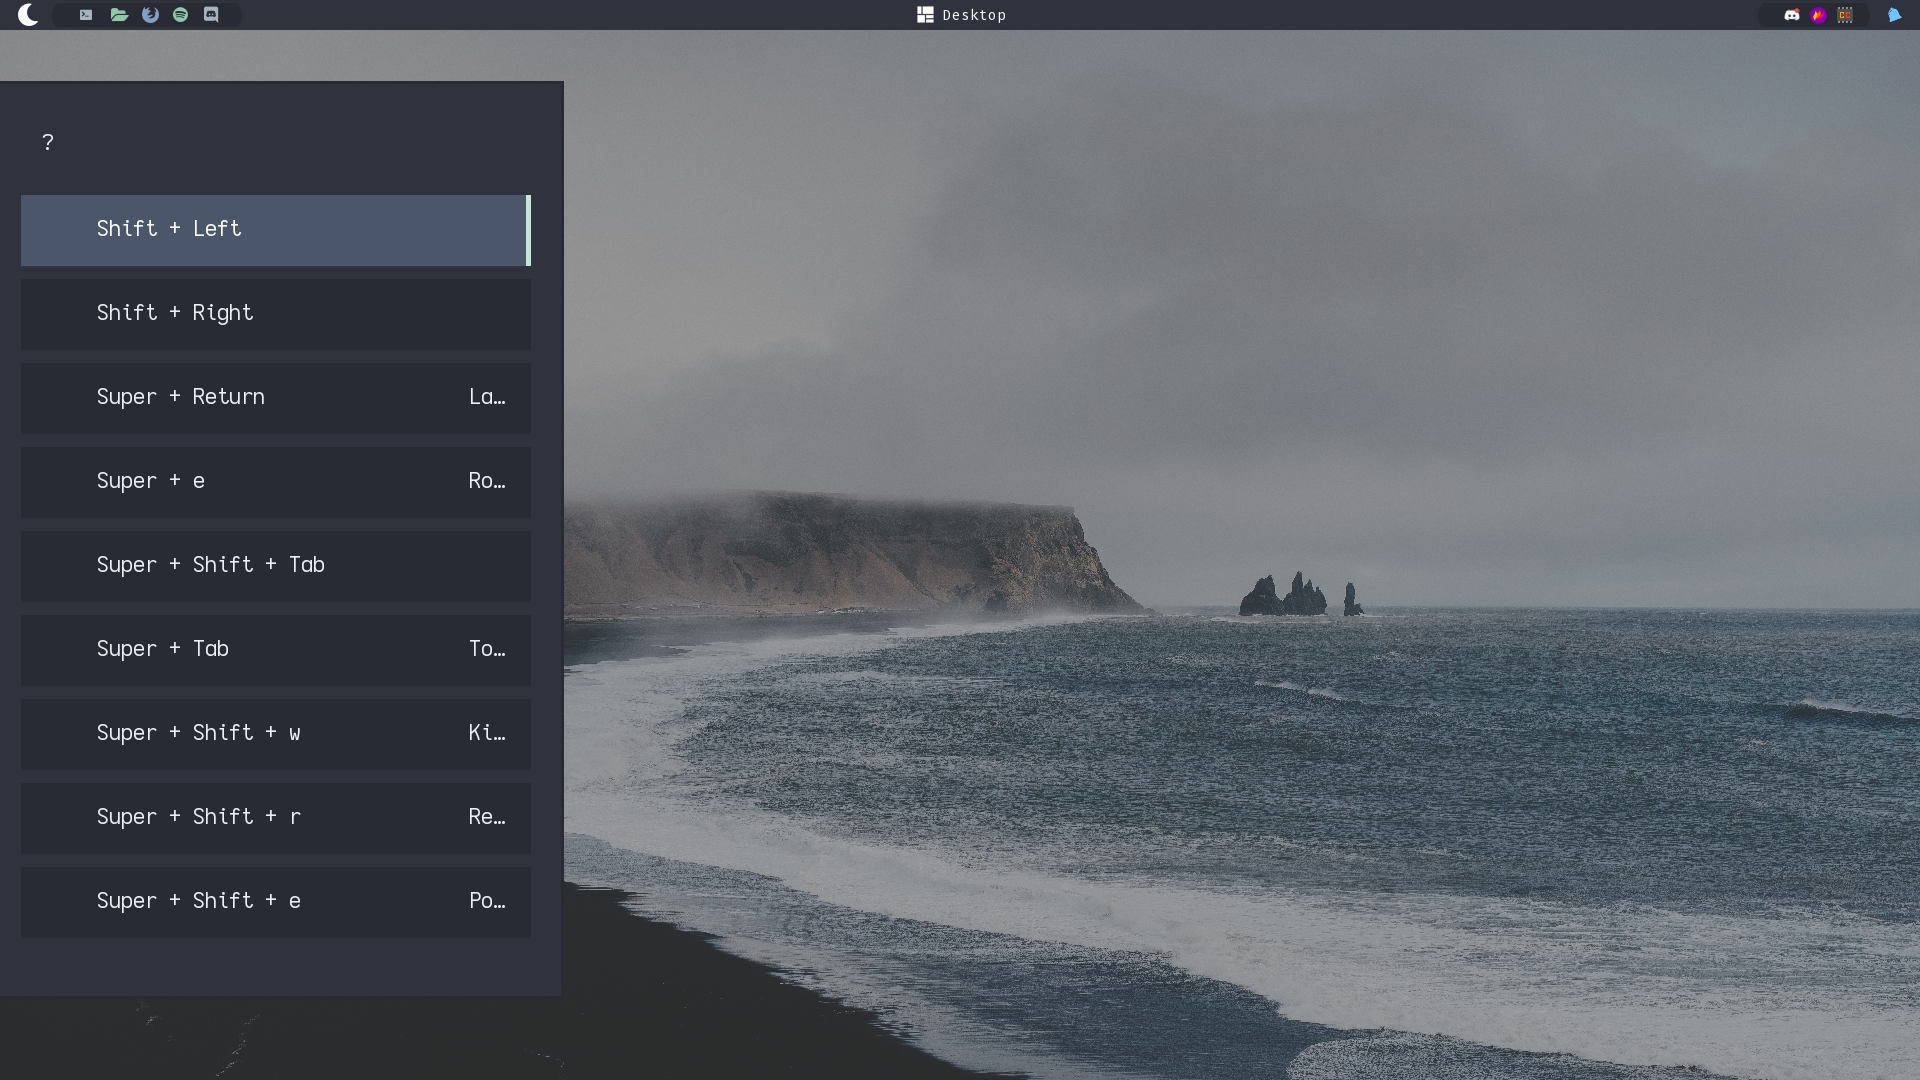 Desktop
?
Shift + Left
Shift + Right
Super + Return La…
Super + e Ro…
Super + Shift + Tab
Super + Tab To…
Super + Shift + w Ki…
Super + Shift + r Re…
Super + Shift + e Po…